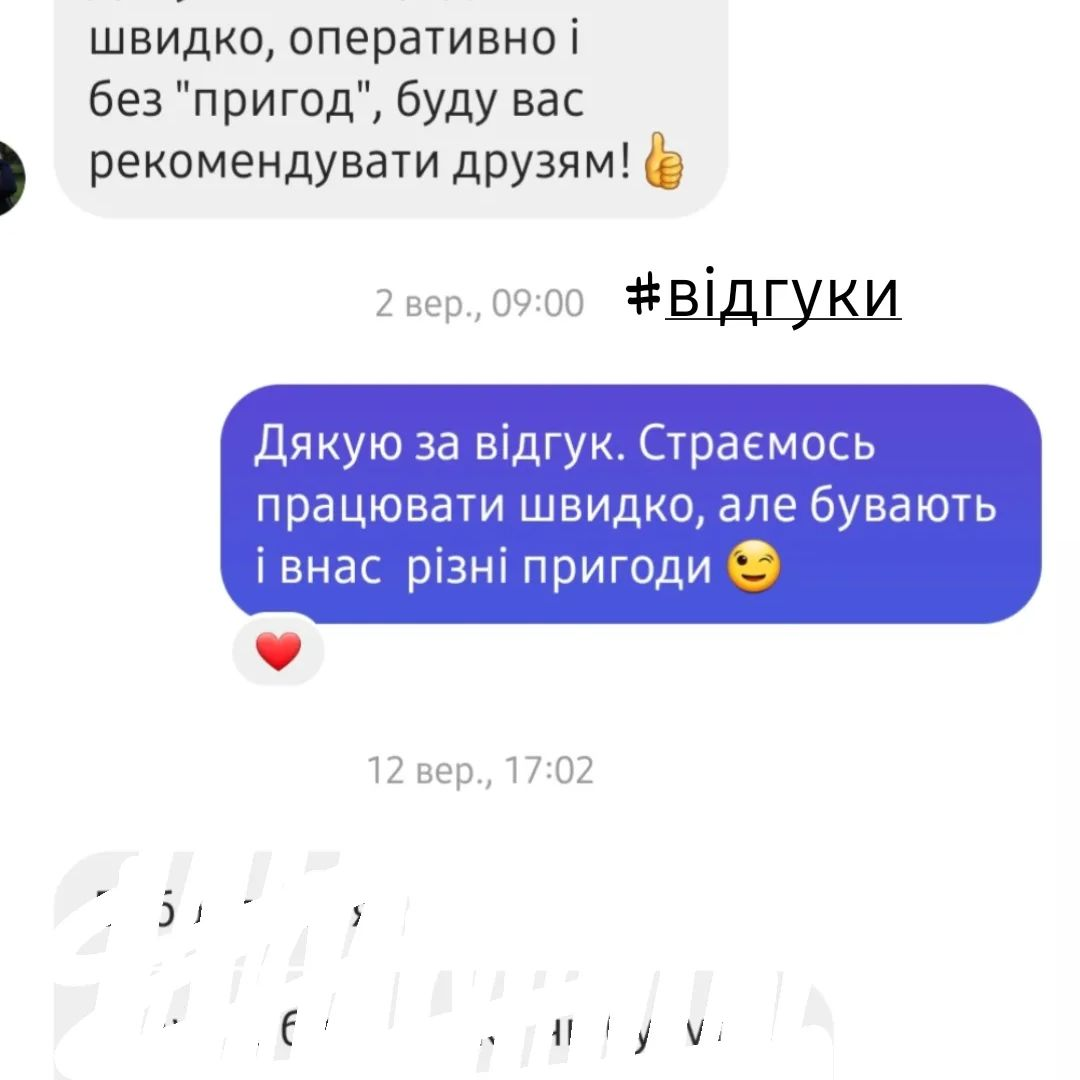 швидко, оперативно і
без "пригод", буду вас
рекомендувати друзям!👍
2 вер., 09:00
#відгуки
Дякую за відгук. Страємось
працювати швидко, але бувають
і внас різні пригоди 😉
12 вер., 17:02